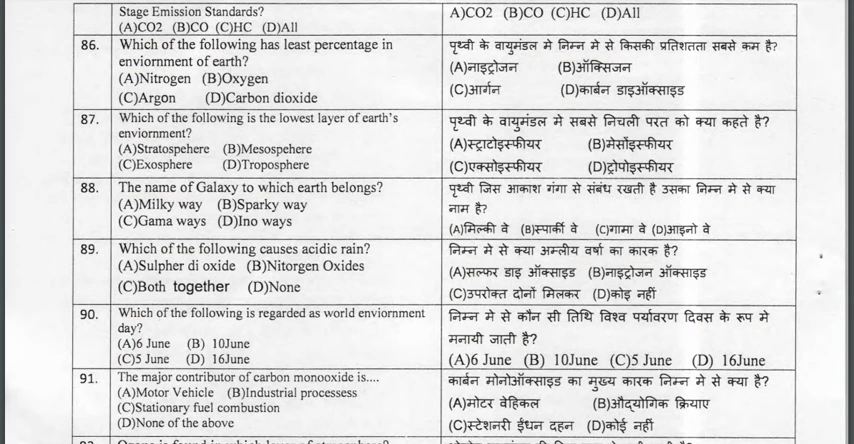 Stage Emission Standards?
(A)CO2 (B)CO (C)HC (D)All
A)CO2 (B)CO (C)HC (D)All
86.
Which of the following has least percentage in
enviornment of earth?
(A)Nitrogen (B)Oxygen
(C)Argon (D)Carbon dioxide
पृथ्वी के वायुमंडल मे निम्न मे से किसकी प्रतिशतता सबसे कम है?
(A)नाइट्रोजन (B)ऑक्सिजन
(C)आर्गन (D)कार्बन डाइऑक्साइड
87.
Which of the following is the lowest layer of earth's
enviornment?
(A)Stratospehere (B)Mesospehere
(C)Exosphere (D)Troposphere
पृथ्वी के वायुमंडल मे सबसे निचली परत को क्या कहते है?
(A)स्ट्राटोइस्फीयर (B)मेसोंइस्फीयर
(C)एक्सोइस्फीयर (D)ट्रोपोइस्फीयर
88.
The name of Galaxy to which earth belongs?
(A)Milky way (B)Sparky way
(C)Gama ways (D)Ino ways
पृथ्वी जिस आकाश गंगा से संबंध रखती है उसका निम्न मे से क्या
नाम है?
(A)मिल्की वे (B)स्पार्की वे (C)गामा वे (D)आइनो वे
89.
Which of the following causes acidic rain?
(A)Sulpher di oxide (B)Nitorgen Oxides
(C)Both together (D)None
निम्न मे से क्या अम्लीय वर्षा का कारक है?
(A)सल्फर डाइ ऑक्साइड (B)नाइट्रोजन ऑक्साइड
(C)उपरोक्त दोनों मिलकर (D)कोई नहीं
90.
Which of the following is regarded as world enviornment
day?
(A)6 June (B) 10June
(C)5 June (D) 16June
निम्न मे से कौन सी तिथि विश्व पर्यावरण दिवस के रूप मे
मनायी जाती है?
(A)6 June (B) 10June (C)5 June (D) 16June
91.
The major contributor of carbon monooxide is....
(A)Motor Vehicle (B)Industrial processess
(C)Stationary fuel combustion
(D)None of the above
कार्बन मोनोऑक्साइड का मुख्य कारक निम्न मे से क्या है?
(A)मोटर वेहिकल (B)औद्योगिक क्रियाए
(C)स्टेशनरी ईंधन दहन (D)कोई नहीं